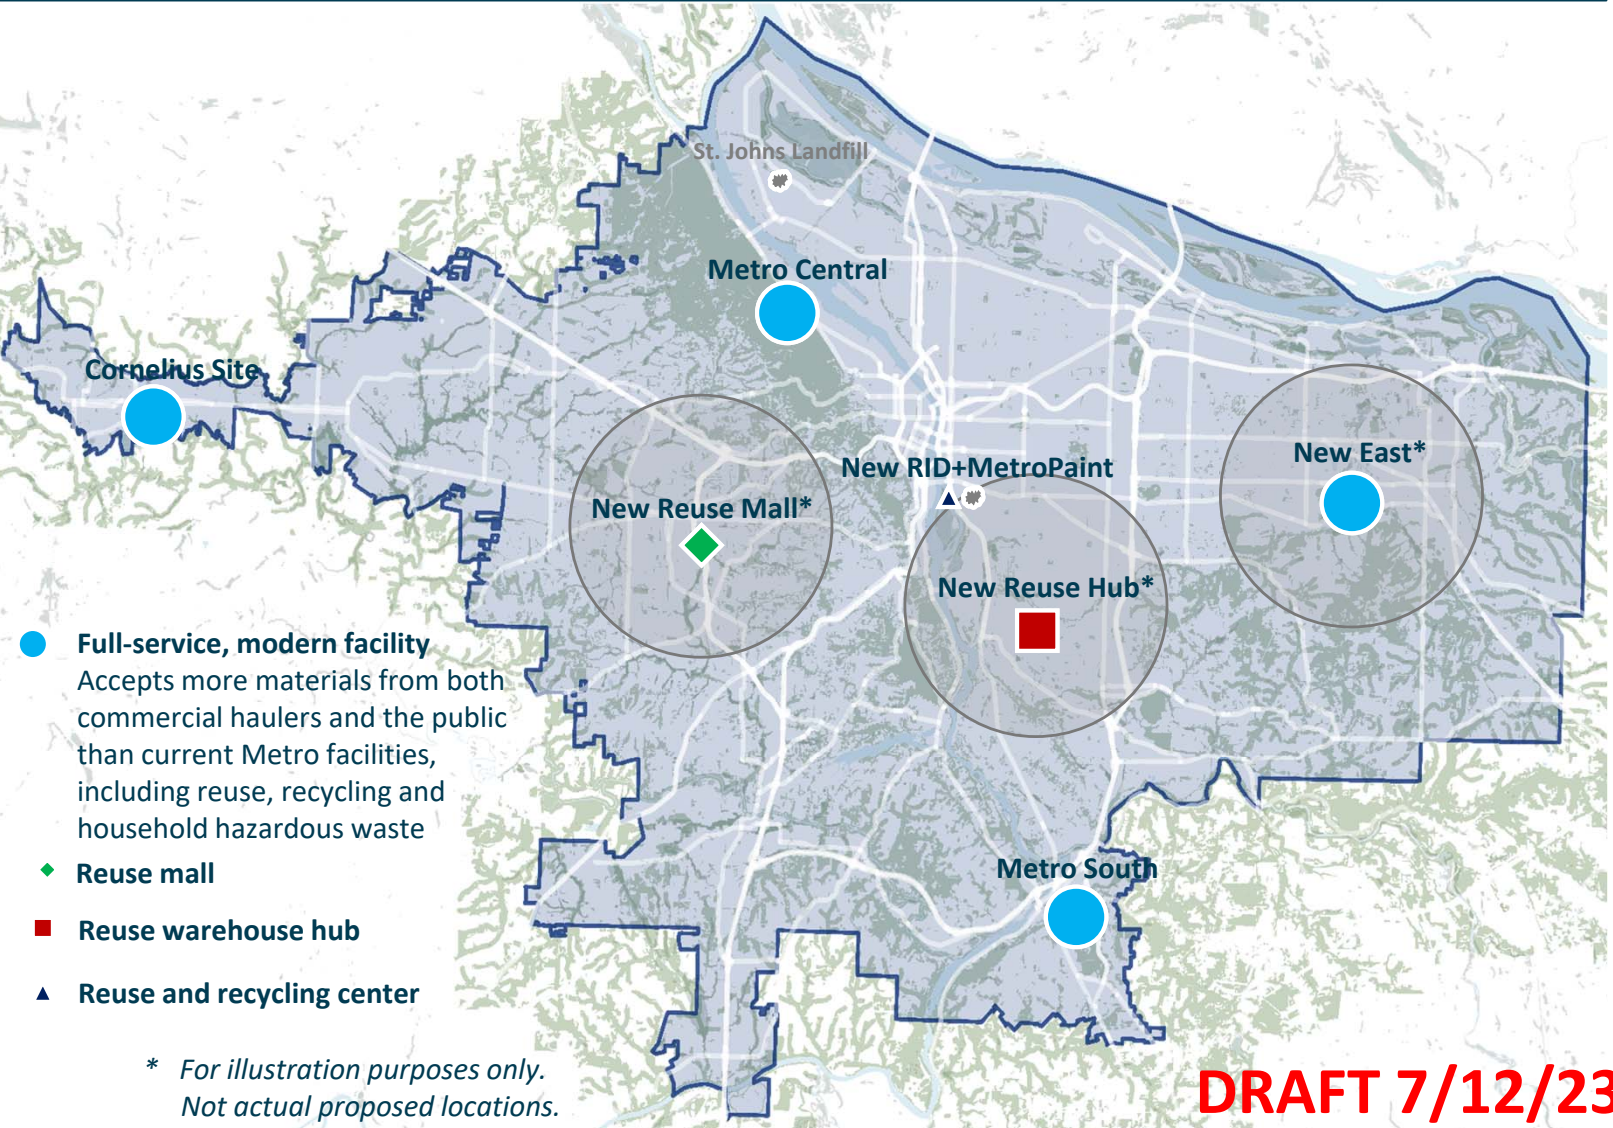 St. Johns Landfill
Metro Central
Cornelius Site
New RID+MetroPaint
New East*
New Reuse Mall*
New Reuse Hub*
Metro South
Full-service, modern facility
Accepts more materials from both
commercial haulers and the public
than current Metro facilities,
including reuse, recycling and
household hazardous waste
Reuse mall
Reuse warehouse hub
Reuse and recycling center
* For illustration purposes only.
Not actual proposed locations.
DRAFT 7/12/23